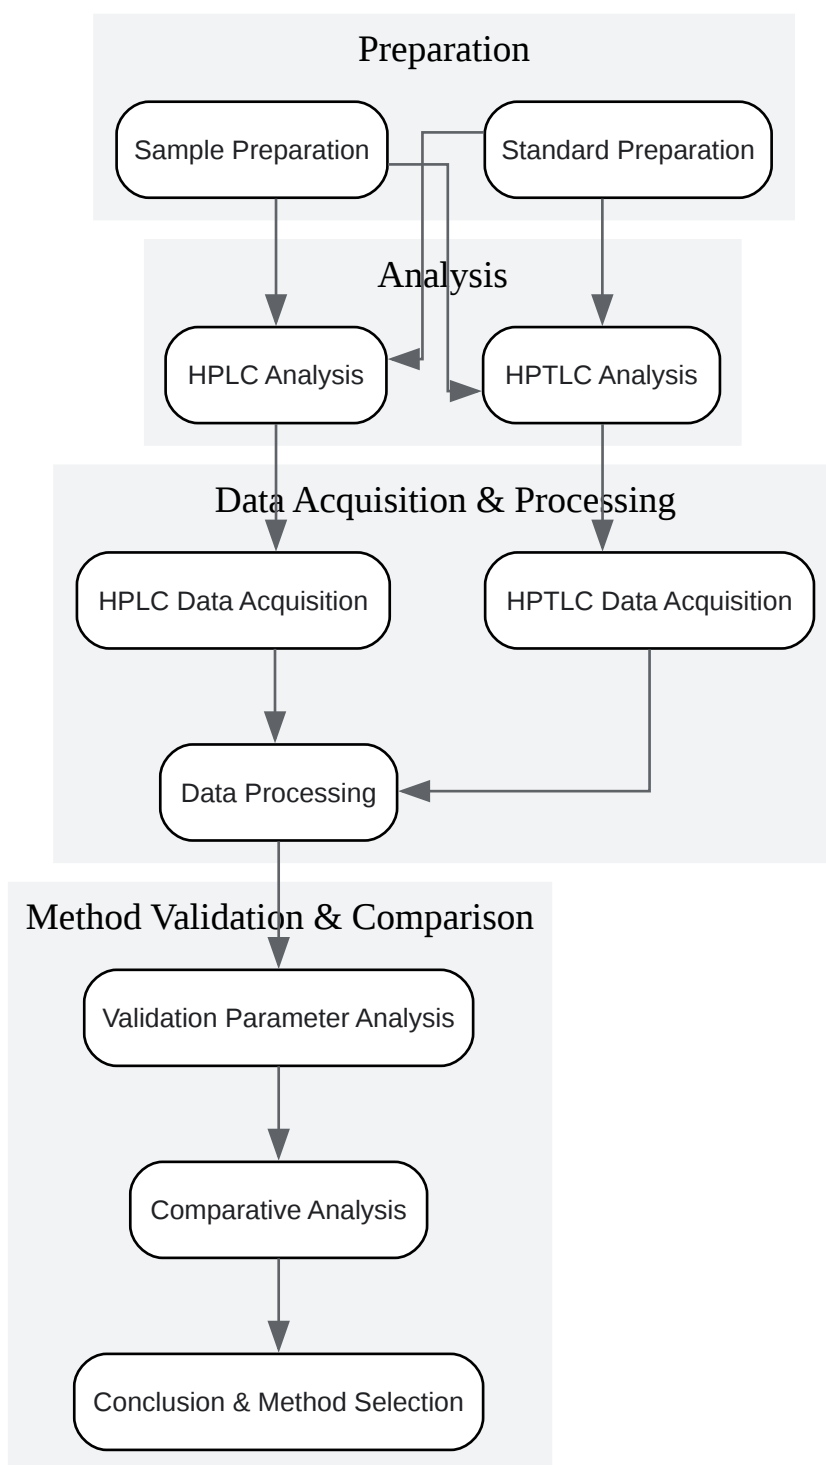 Preparation
Sample Preparation
Standard Preparation
Analysis
HPLC Analysis
HPTLC Analysis
Data Acquisition & Processing
HPLC Data Acquisition
HPTLC Data Acquisition
Data Processing
Method Validation & Comparison
Validation Parameter Analysis
Comparative Analysis
Conclusion & Method Selection